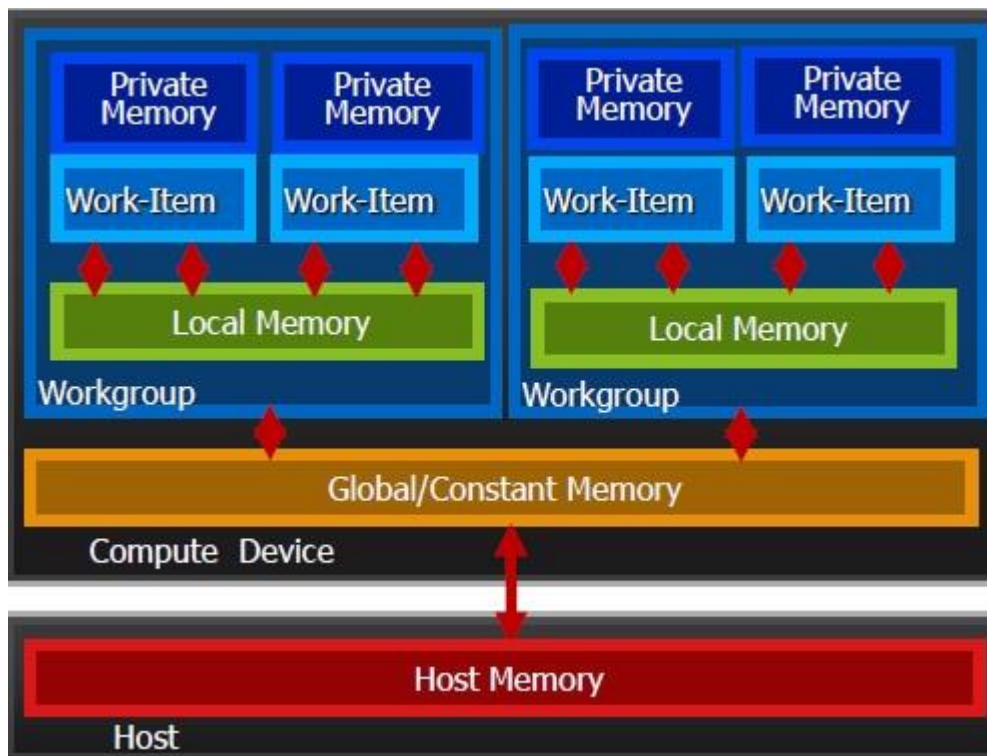 Private
Memory
Private
Memory
Private
Memory
Private
Memory
Work-Item
Work-Item
Work-Item
Work-Item
Local Memory
Local Memory
Workgroup
Workgroup
Global/Constant Memory
Compute Device
Host Memory
Host